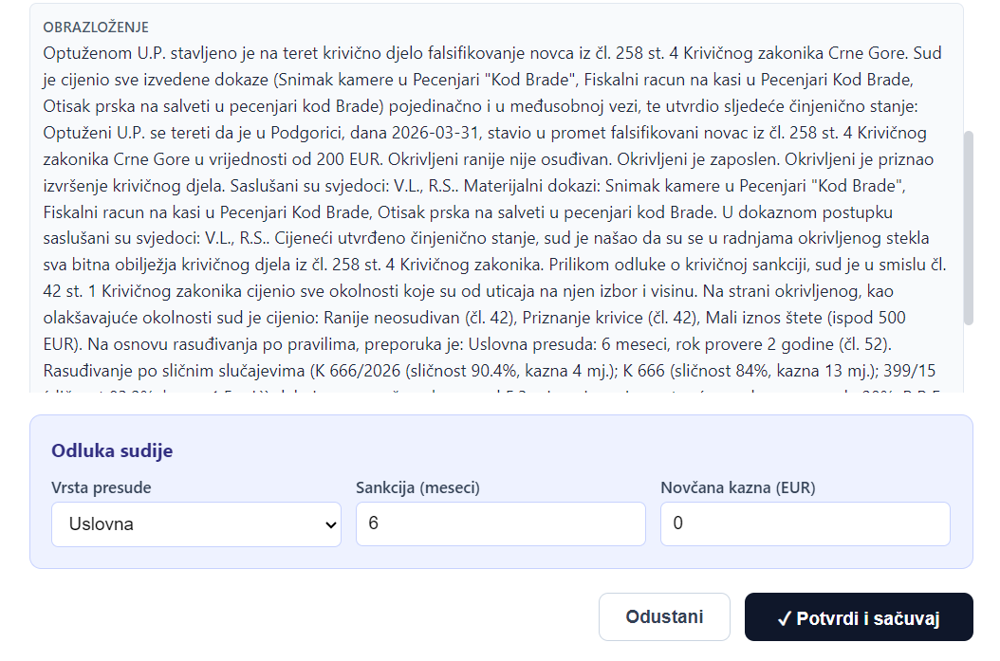 OBRAZLOŽENJE
Optuženom U.P. stavljeno je na teret krivično djelo falsifikovanje novca iz čl. 258 st. 4 Krivičnog zakonika Crne Gore. Sud
je cijenio sve izvedene dokaze (Snimak kamere u Pecenjari "Kod Brade", Fiskalni racun na kasi u Pecenjari Kod Brade,
Otisak prska na salveti u pecenjari kod Brade) pojedinačno i u međusobnoj vezi, te utvrdio sljedeće činjenično stanje:
Optuženi U.P. se tereti da je u Podgorici, dana 2026-03-31, stavio u promet falsifikovani novac iz čl. 258 st. 4 Krivičnog
zakonika Crne Gore u vrijednosti od 200 EUR. Okrivljeni ranije nije osuđivan. Okrivljeni je zaposlen. Okrivljeni je priznao
izvršenje krivičnog djela. Saslušani su svjedoci: V.L., R.S.. Materijalni dokazi: Snimak kamere u Pecenjari "Kod Brade",
Fiskalni racun na kasi u Pecenjari Kod Brade, Otisak prska na salveti u pecenjari kod Brade. U dokaznom postupku
saslušani su svjedoci: V.L., R.S.. Cijeneći utvrđeno činjenično stanje, sud je našao da su se u radnjama okrivljenog stekla
sva bitna obilježja krivičnog djela iz čl. 258 st. 4 Krivičnog zakonika. Prilikom odluke o krivičnoj sankciji, sud je u smislu čl.
42 st. 1 Krivičnog zakonika cijenio sve okolnosti koje su od uticaja na njen izbor i visinu. Na strani okrivljenog, kao
olakšavajuće okolnosti sud je cijenio: Ranije neosudivan (čl. 42), Priznanje krivice (čl. 42), Mali iznos štete (ispod 500
EUR). Na osnovu rasuđivanja po pravilima, preporuka je: Uslovna presuda: 6 meseci, rok provere 2 godine (čl. 52).
Rasuđivanje po sličnim slučajevima (K 666/2026 (sličnost 90.4%, kazna 4 mj.); K 666 (sličnost 84%, kazna 13 mj.); 399/15
Odluka sudije
Vrsta presude
Sankcija (meseci)
Novčana kazna (EUR)
Uslovna
6
0
Odustani
✓ Potvrdi i sačuvaj